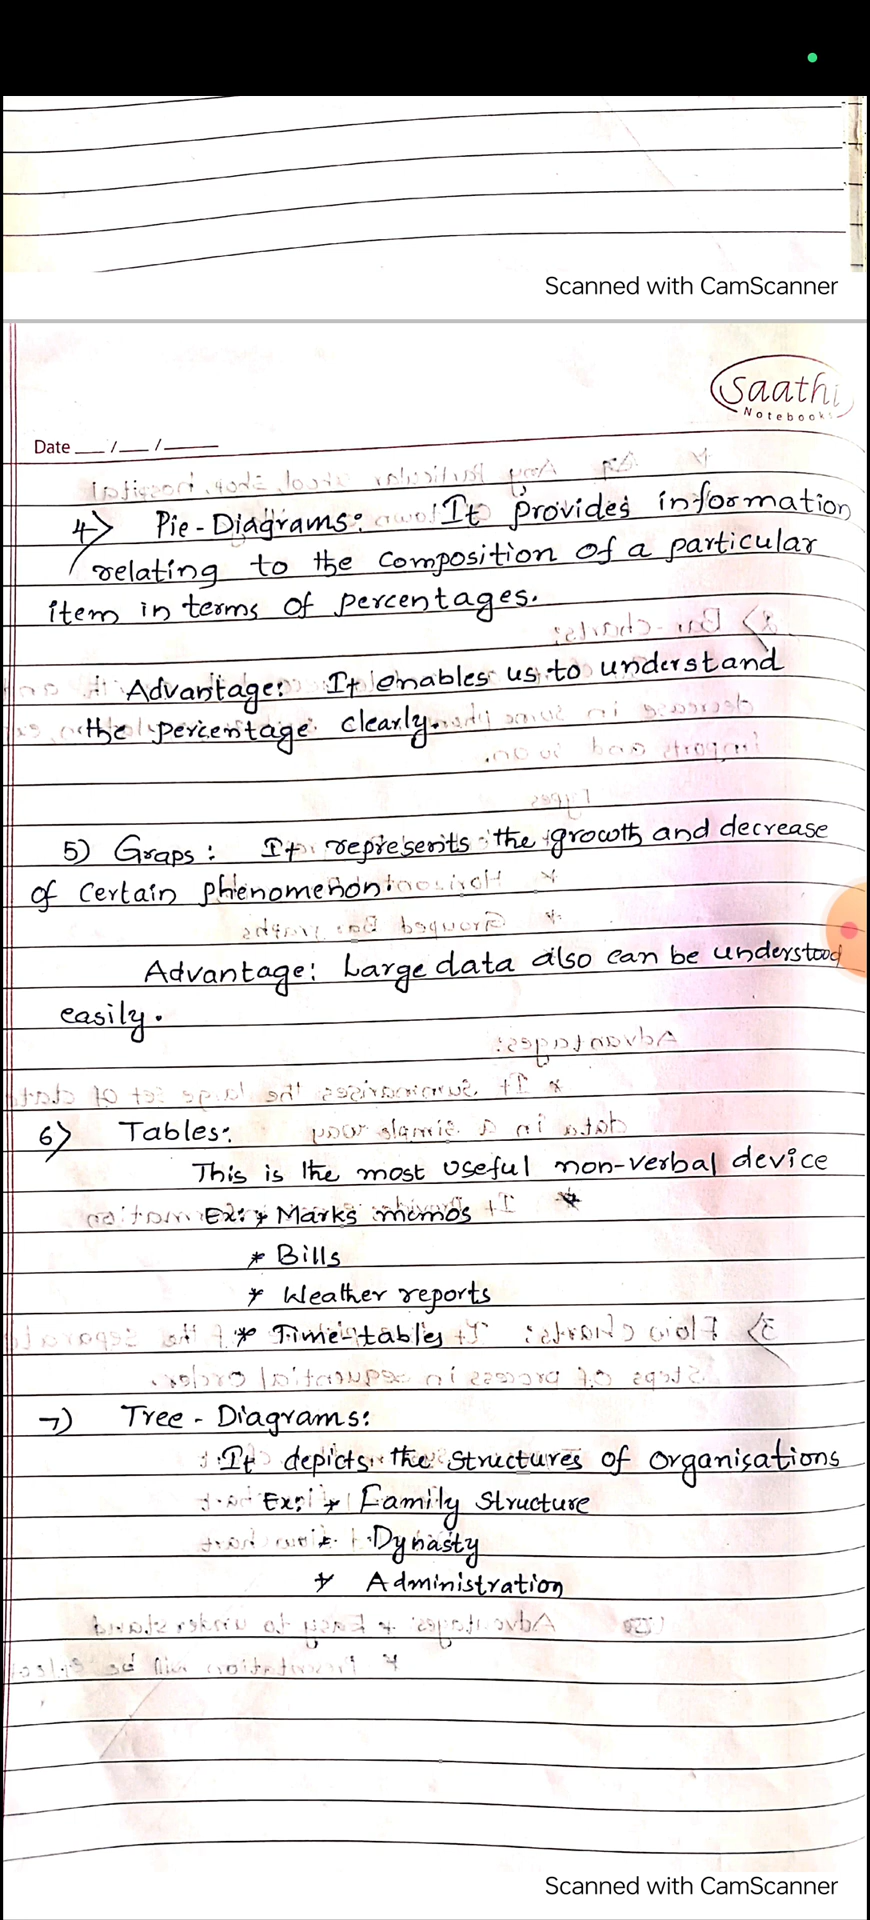 Scanned with CamScanner
Saathi
Notebooks
Date __/__/____
4) Pie-Diagrams: It provides information
relating to the composition of a particular
item in terms of percentages.
Advantage: It enables us to understand
the percentage clearly.
5) Graps: It represents the growth and decrease
of certain phenomenon.
Advantage: Large data also can be understood
easily.
6) Tables:
This is the most useful non-verbal device
Ex: * Marks memos
* Bills
* Weather reports
* Time-tables
7) Tree-Diagrams:
It depicts the structures of organisations
Ex: * Family Structure
* Dynasty
* Administration
Scanned with CamScanner